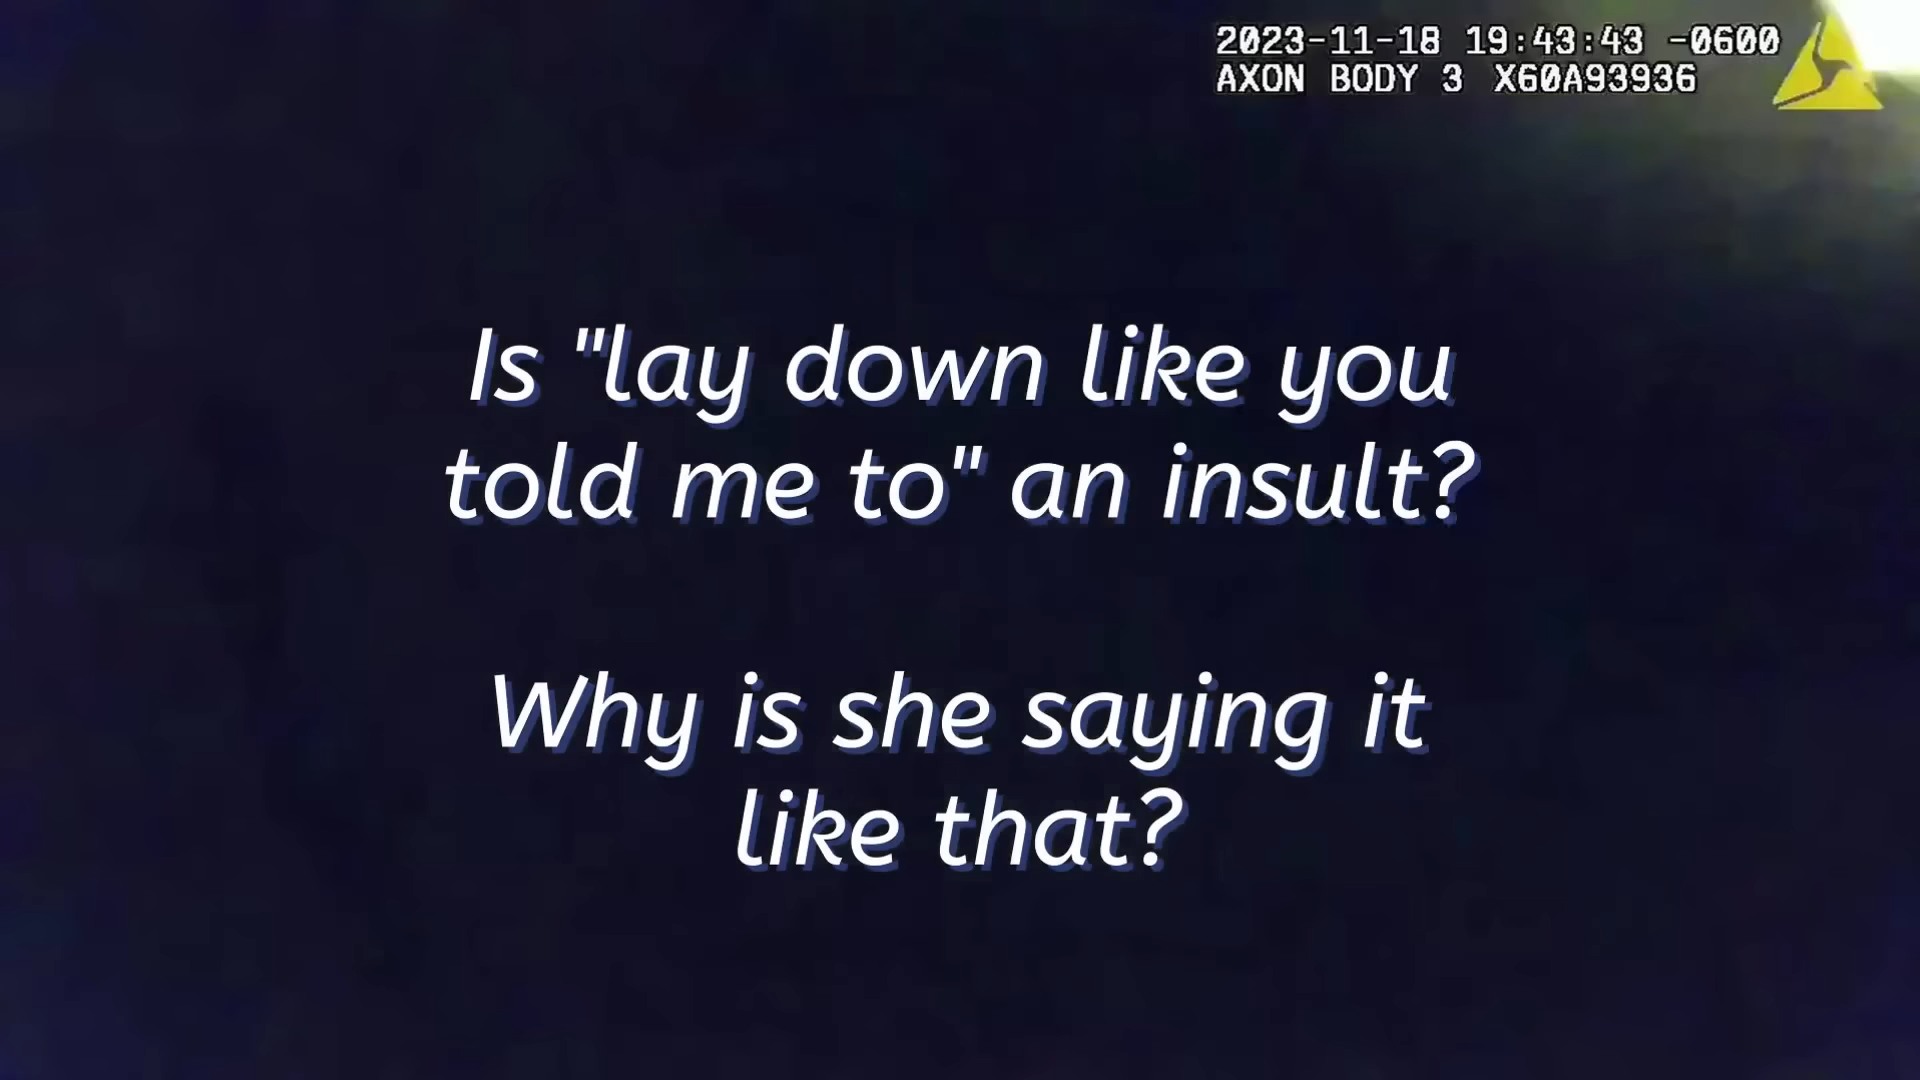 2023-11-18 19:43:43 -0600
AXON BODY 3 X60A93936
Is "lay down like you
told me to" an insult?
Why is she saying it
like that?